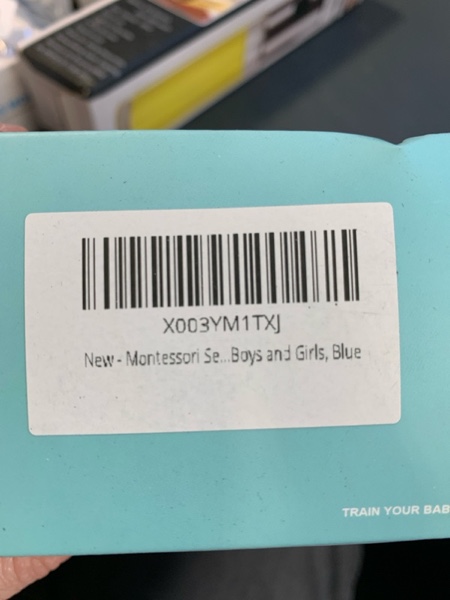 X003YM1TXJ
New - Montessori Se...Boys and Girls, Blue
TRAIN YOUR BAB